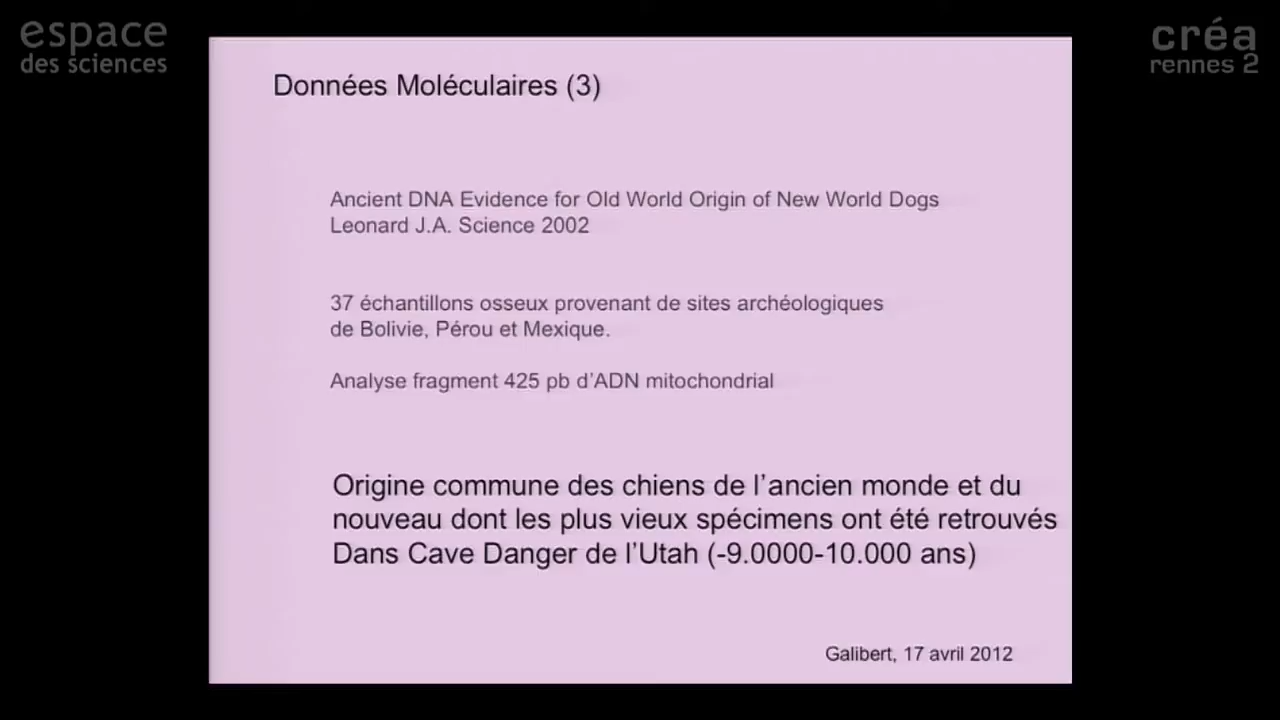 espace
des sciences
créa
rennes 2
Données Moléculaires (3)
Ancient DNA Evidence for Old World Origin of New World Dogs
Leonard J.A. Science 2002
37 échantillons osseux provenant de sites archéologiques
de Bolivie, Pérou et Mexique.
Analyse fragment 425 pb d’ADN mitochondrial
Origine commune des chiens de l’ancien monde et du
nouveau dont les plus vieux spécimens ont été retrouvés
Dans Cave Danger de l’Utah (-9.0000-10.000 ans)
Galibert, 17 avril 2012